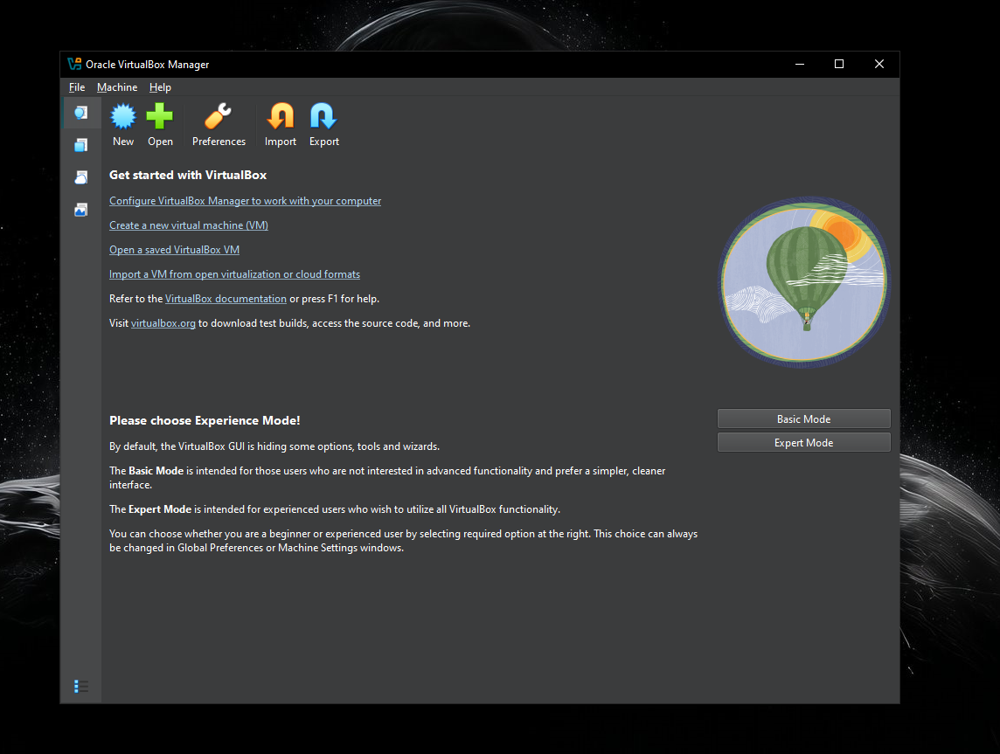 Oracle VirtualBox Manager
File Machine Help
New Open Preferences Import Export
Get started with VirtualBox
Configure VirtualBox Manager to work with your computer
Create a new virtual machine (VM)
Open a saved VirtualBox VM
Import a VM from open virtualization or cloud formats
Refer to the VirtualBox documentation or press F1 for help.
Visit virtualbox.org to download test builds, access the source code, and more.
Please choose Experience Mode!
Basic Mode
Expert Mode
By default, the VirtualBox GUI is hiding some options, tools and wizards.
The Basic Mode is intended for those users who are not interested in advanced functionality and prefer a simpler, cleaner
interface.
The Expert Mode is intended for experienced users who wish to utilize all VirtualBox functionality.
You can choose whether you are a beginner or experienced user by selecting required option at the right. This choice can always
be changed in Global Preferences or Machine Settings windows.